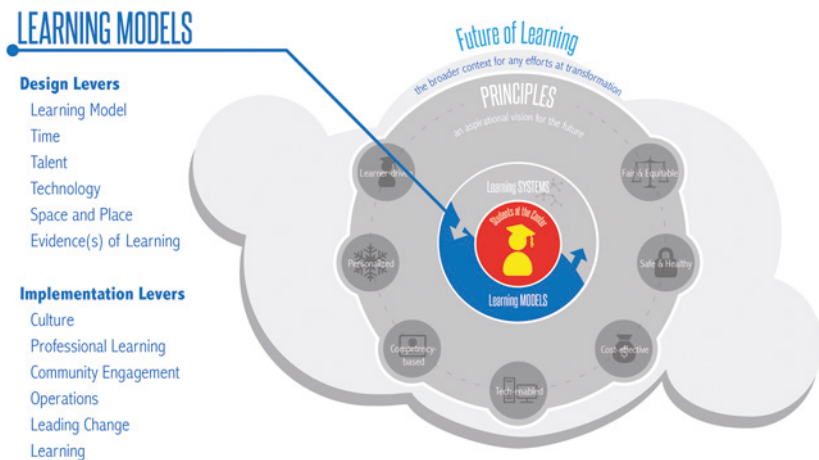 LEARNING MODELS
Design Levers
Learning Model
Time
Talent
Technology
Space and Place
Evidence(s) of Learning
Implementation Levers
Culture
Professional Learning
Community Engagement
Operations
Leading Change
Learning
Future of Learning
the broader context for any efforts at transformation
PRINCIPLES
an aspirational vision for the future
Learner-driven
Fair & Equitable
Learning SYSTEMS
Students at the Center
Personalized
Safe & Healthy
Learning MODELS
Competency-
based
Cost-effective
Tech-enabled